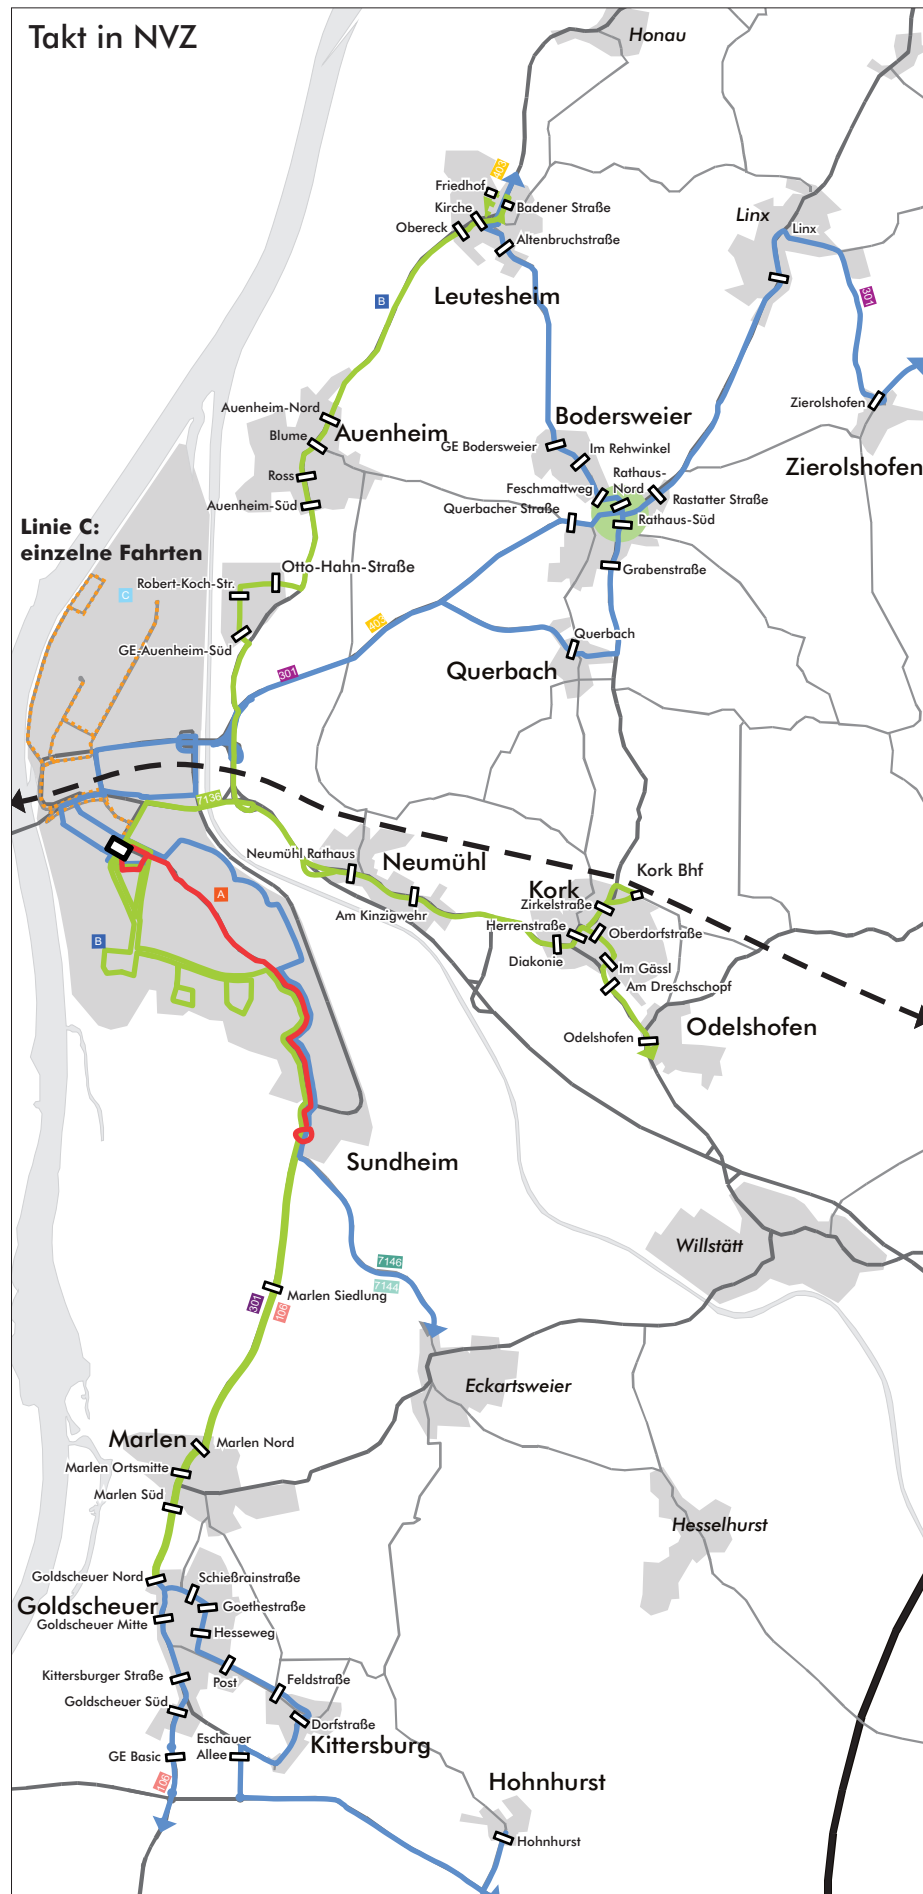 Takt in NVZ
Honau
403
Friedhof
Kirche
Badener Straße
Obereck
Altenbruchstraße
Linx
Linx
Leutesheim
B
301
Auenheim-Nord
Auenheim
Blume
Ross
Auenheim-Süd
Bodersweier
GE Bodersweier
Im Rehwinkel
Feschmattweg
Rathaus-
Nord
Rastatter Straße
Querbacher Straße
Rathaus-Süd
Grabenstraße
Zierolshofen
Zierolshofen
Linie C:
einzelne Fahrten
Otto-Hahn-Straße
Robert-Koch-Str.
C
GE-Auenheim-Süd
403
301
Querbach
Querbach
7136
Neumühl Rathaus
Neumühl
Am Kinzigwehr
Kork
Kork Bhf
Zirkelstraße
Herrenstraße
Oberdorfstraße
Diakonie
Im Gässl
Am Dreschschopf
A
B
Odelshofen
Odelshofen
Sundheim
Willstätt
7146
7144
301
106
Marlen Siedlung
Eckartsweier
Marlen
Marlen Nord
Marlen Ortsmitte
Marlen Süd
Hesselhurst
Goldscheuer Nord
Schießrainstraße
Goldscheuer
Goethestraße
Goldscheuer Mitte
Hesseweg
Kittersburger Straße
Post
Feldstraße
Goldscheuer Süd
Dorfstraße
Eschauer
Allee
Kittersburg
GE Basic
106
Hohnhurst
Hohnhurst